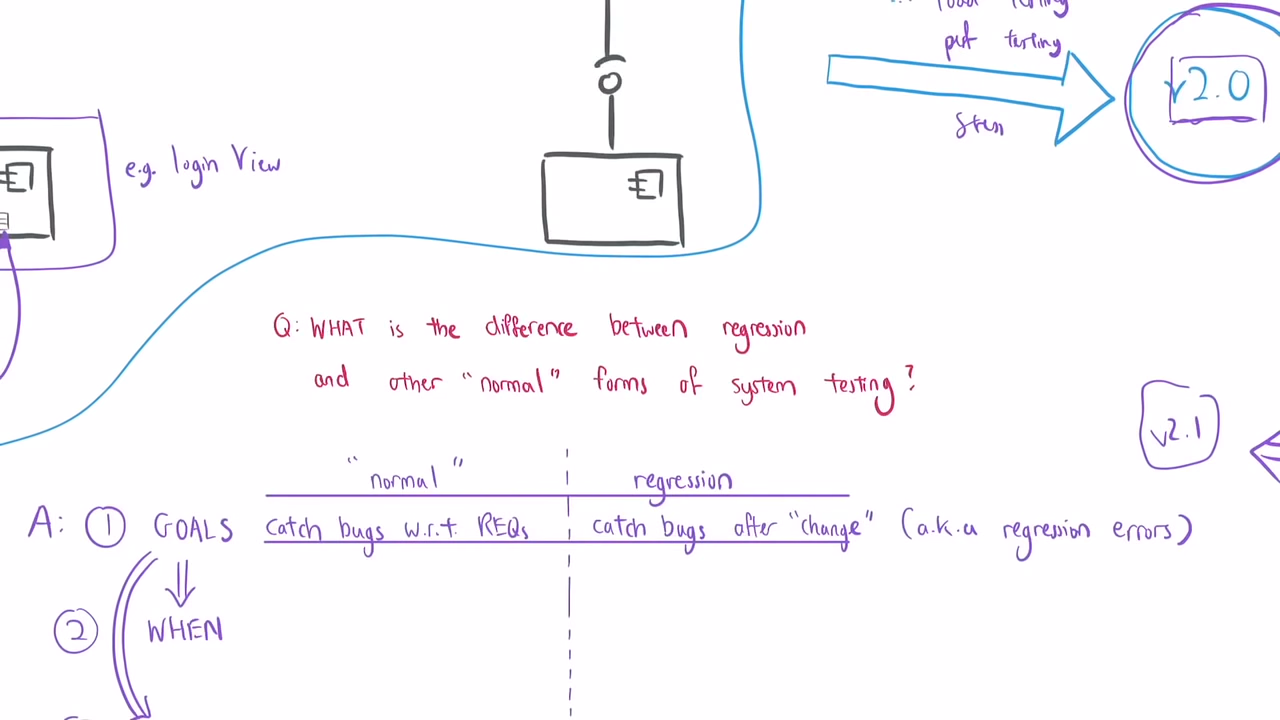 testing
put testing
v2.0
e.g. login View
Q: WHAT is the difference between regression
and other "normal" forms of system testing?
v2.1
"normal" regression
A: 1 GOALS catch bugs w.r.t. REQs catch bugs after "change" (a.k.a regression errors)
2 WHEN